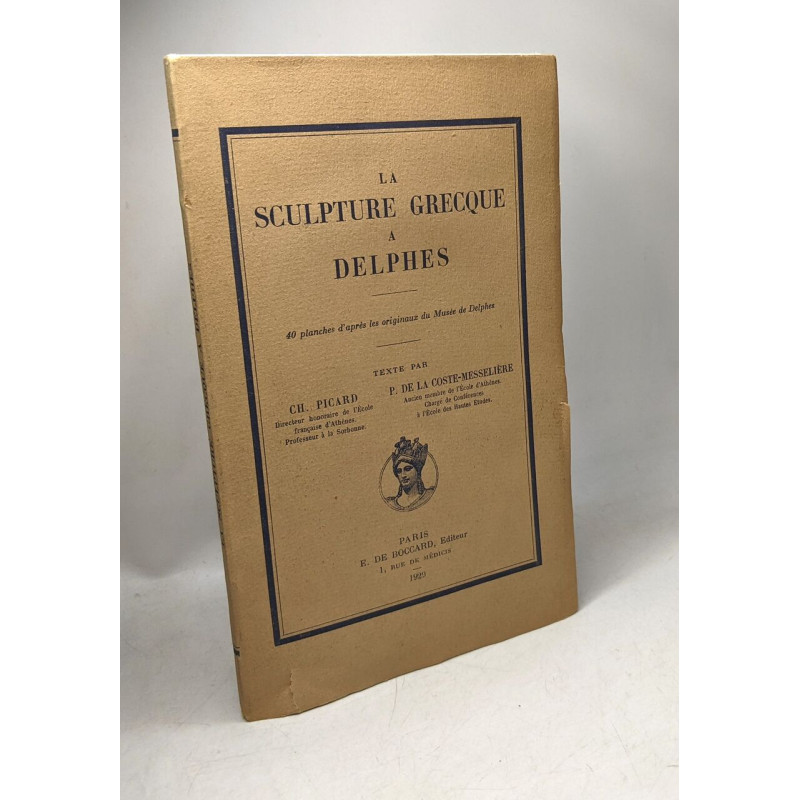 LA
SCULPTURE GRECQUE
A
DELPHES
40 planches d'après les originaux du Musée de Delphes
TEXTE PAR
CH. PICARD
Directeur honoraire de l'École
française d'Athènes.
Professeur à la Sorbonne.
P. DE LA COSTE-MESSELIÈRE
Ancien membre de l'École d'Athènes.
Chargé de Conférences
à l'École des Hautes Études.
PARIS
E. DE BOCCARD, Editeur
1, RUE DE MÉDICIS
1929